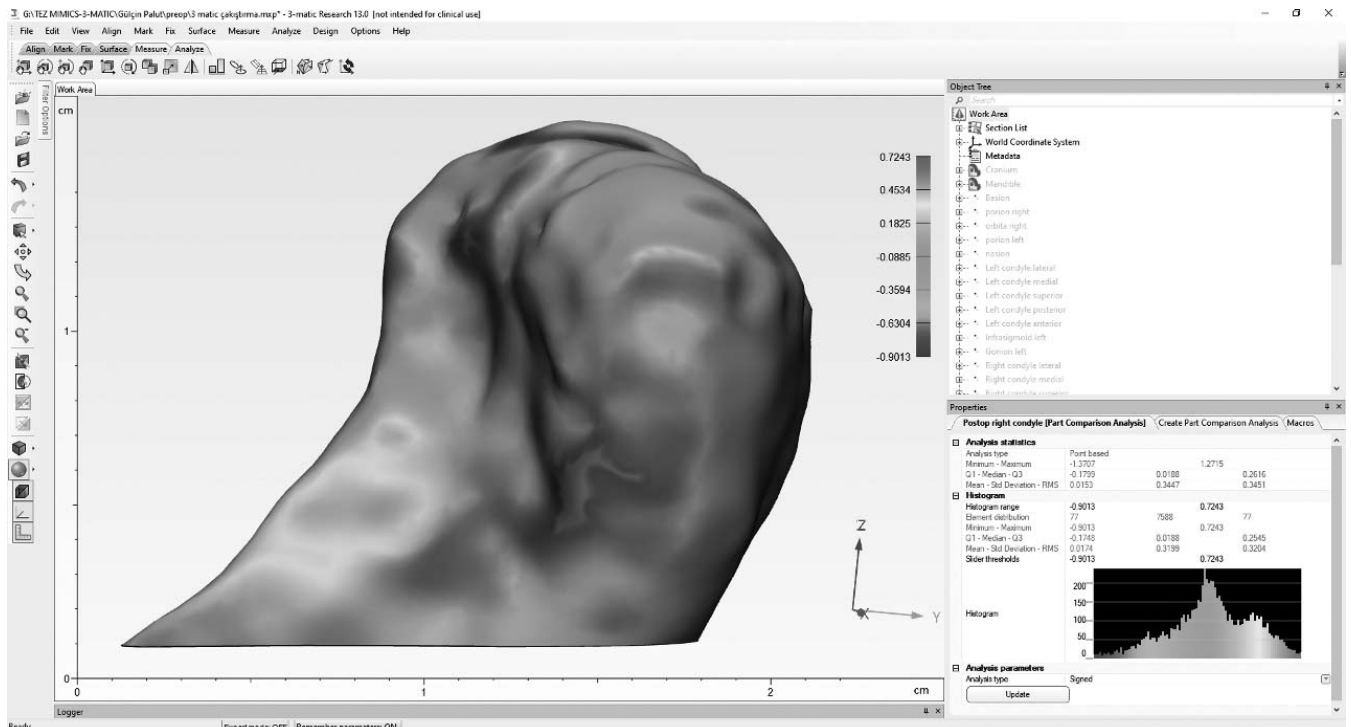 G:\TEZ MIMICS-3-MATIC\Gülçin Palut\preop\3 matic çakıştırma.mxp* - 3-matic Research 13.0 [not intended for clinical use]
File Edit View Align Mark Fix Surface Measure Analyze Design Options Help
Align Mark Fix Surface Measure Analyze
Filter Options
Work Area
cm
0.7243
0.4534
0.1825
-0.0885
-0.3594
-0.6304
-0.9013
1
0
Z
Y
X
0 1 2 cm
Logger
Object Tree
Search
Work Area
Section List
World Coordinate System
Metadata
Cranium
Mandible
Basion
porion right
orbita right
porion left
nasion
Left condyle lateral
Left condyle medial
Left condyle superior
Left condyle posterior
Left condyle anterior
Infrasigmoid left
Gonion left
Right condyle lateral
Right condyle medial
Right condyle superior
Properties
Postop right condyle [Part Comparison Analysis] Create Part Comparison Analysis Macros
Analysis statistics
Analysis type Point based
Minimum - Maximum -1.3707 1.2715
Q1 - Median - Q3 -0.1799 0.0188 0.2616
Mean - Std Deviation - RMS 0.0153 0.3447 0.3451
Histogram
Histogram range -0.9013 0.7243
Element distribution 77 7588 77
Minimum - Maximum -0.9013 0.7243
Q1 - Median - Q3 -0.1748 0.0188 0.2545
Mean - Std Deviation - RMS 0.0174 0.3199 0.3204
Slider thresholds -0.9013 0.7243
Histogram
200
150
100
50
0
Analysis parameters
Analysis type Signed
Update
Ready Expert mode: OFF Remember parameters: ON